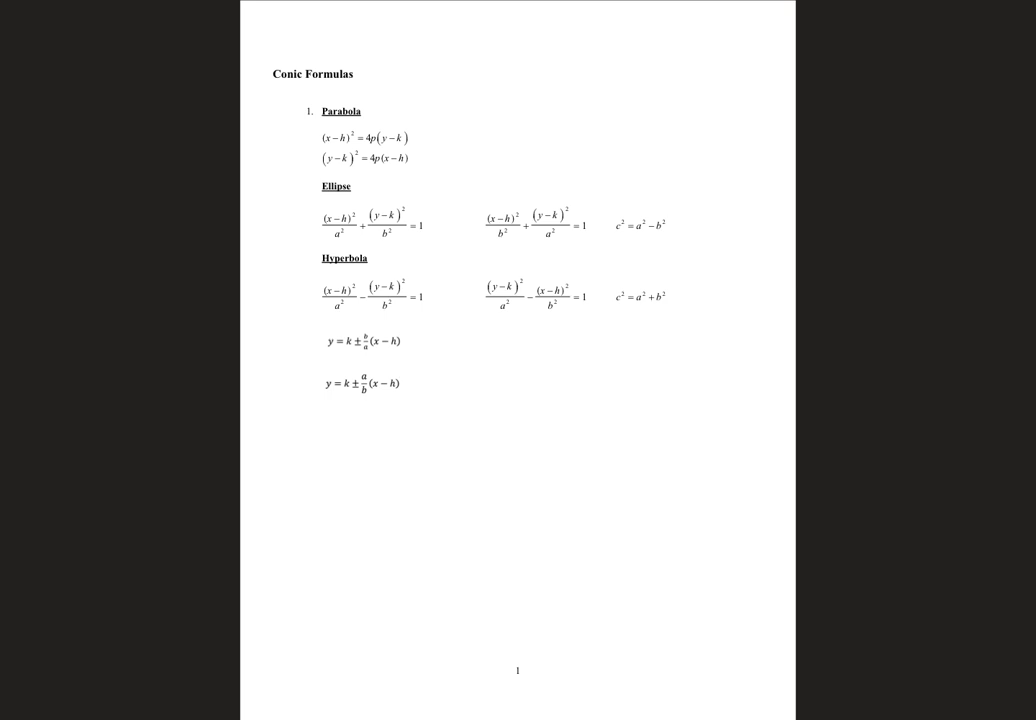 Conic Formulas
1. Parabola
(x − h)² = 4p(y − k)
(y − k)² = 4p(x − h)
Ellipse
(x − h)²/a² + (y − k)²/b² = 1 (x − h)²/b² + (y − k)²/a² = 1 c² = a² − b²
Hyperbola
(x − h)²/a² − (y − k)²/b² = 1 (y − k)²/a² − (x − h)²/b² = 1 c² = a² + b²
y = k ± b/a (x − h)
y = k ± a/b (x − h)
1